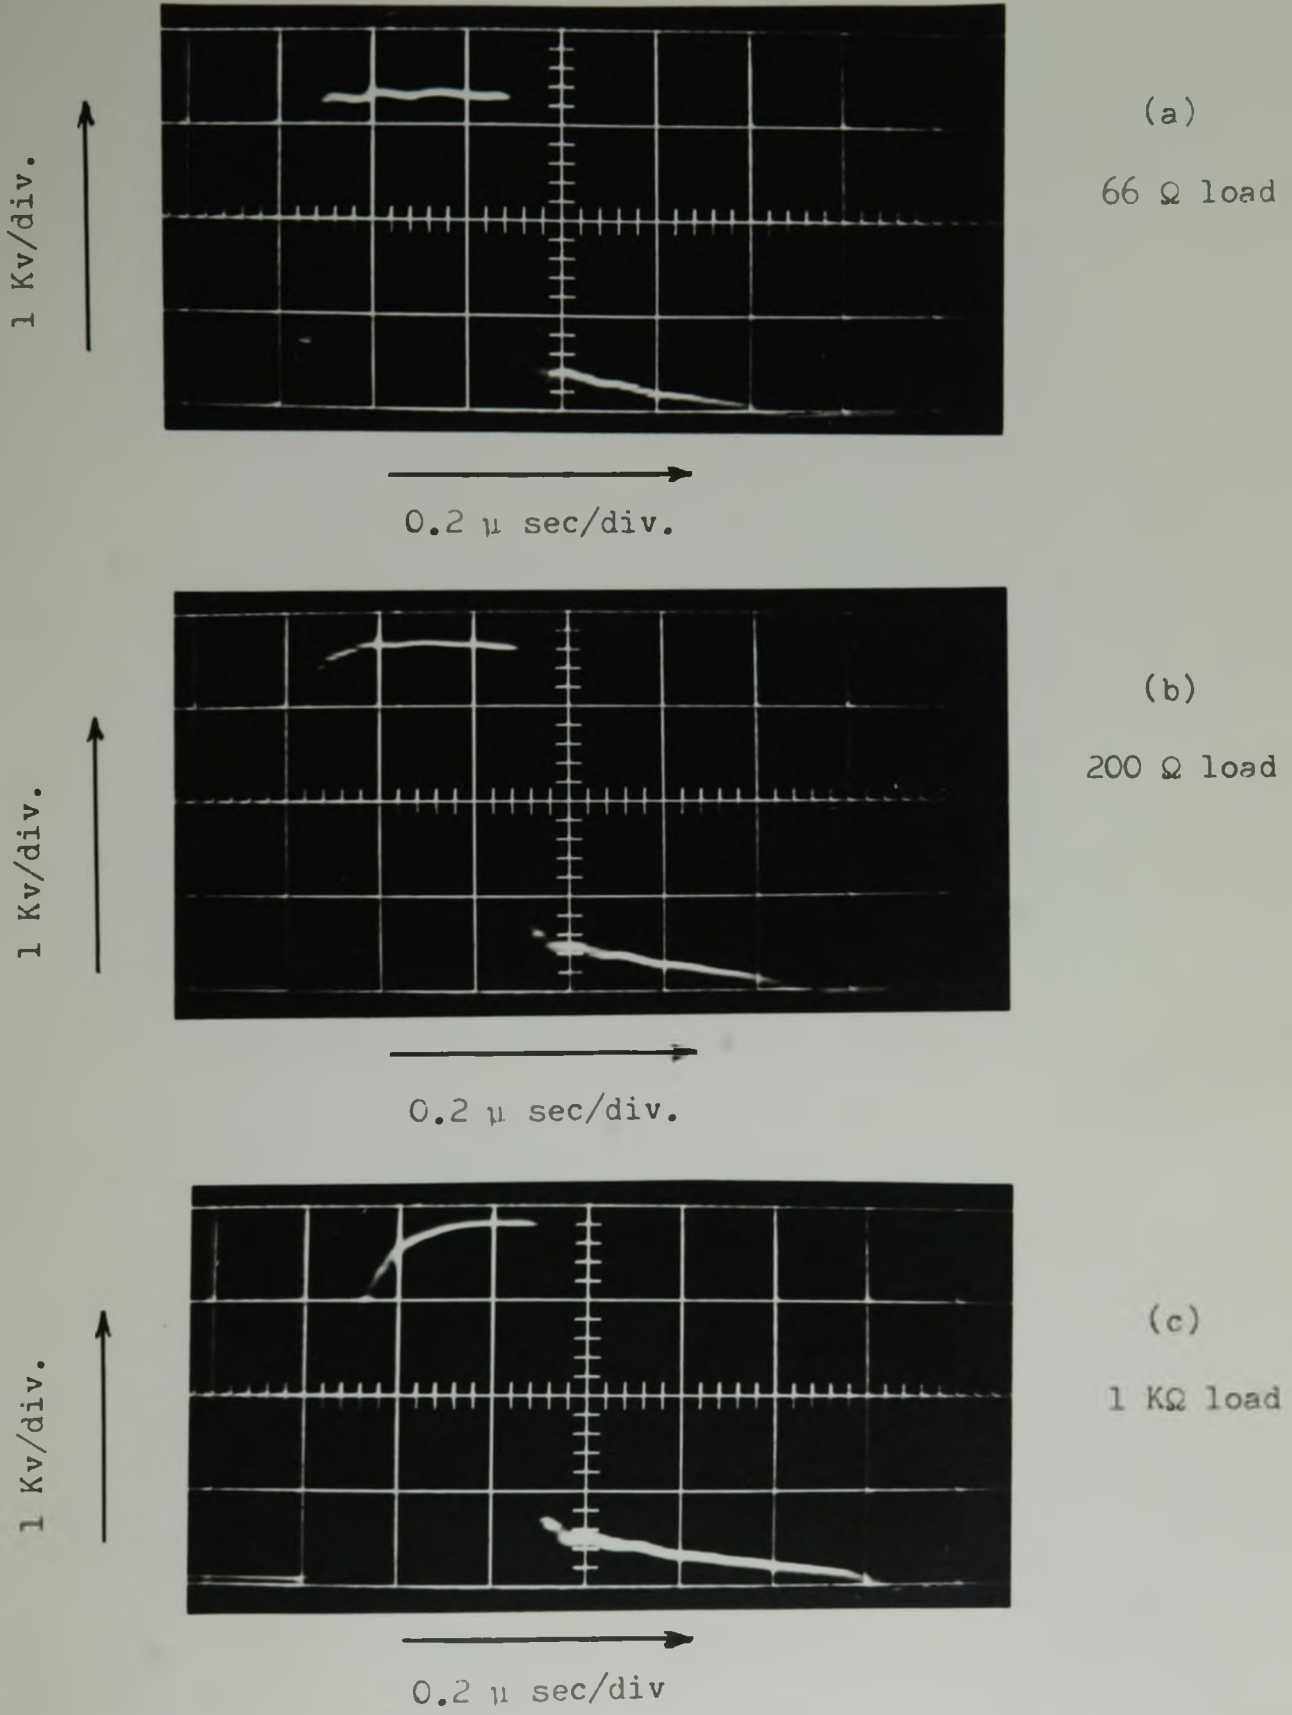 1 Kv/div.
(a)
66 Ω load
0.2 μ sec/div.
1 Kv/div.
(b)
200 Ω load
0.2 μ sec/div.
1 Kv/div.
(c)
1 KΩ load
0.2 μ sec/div